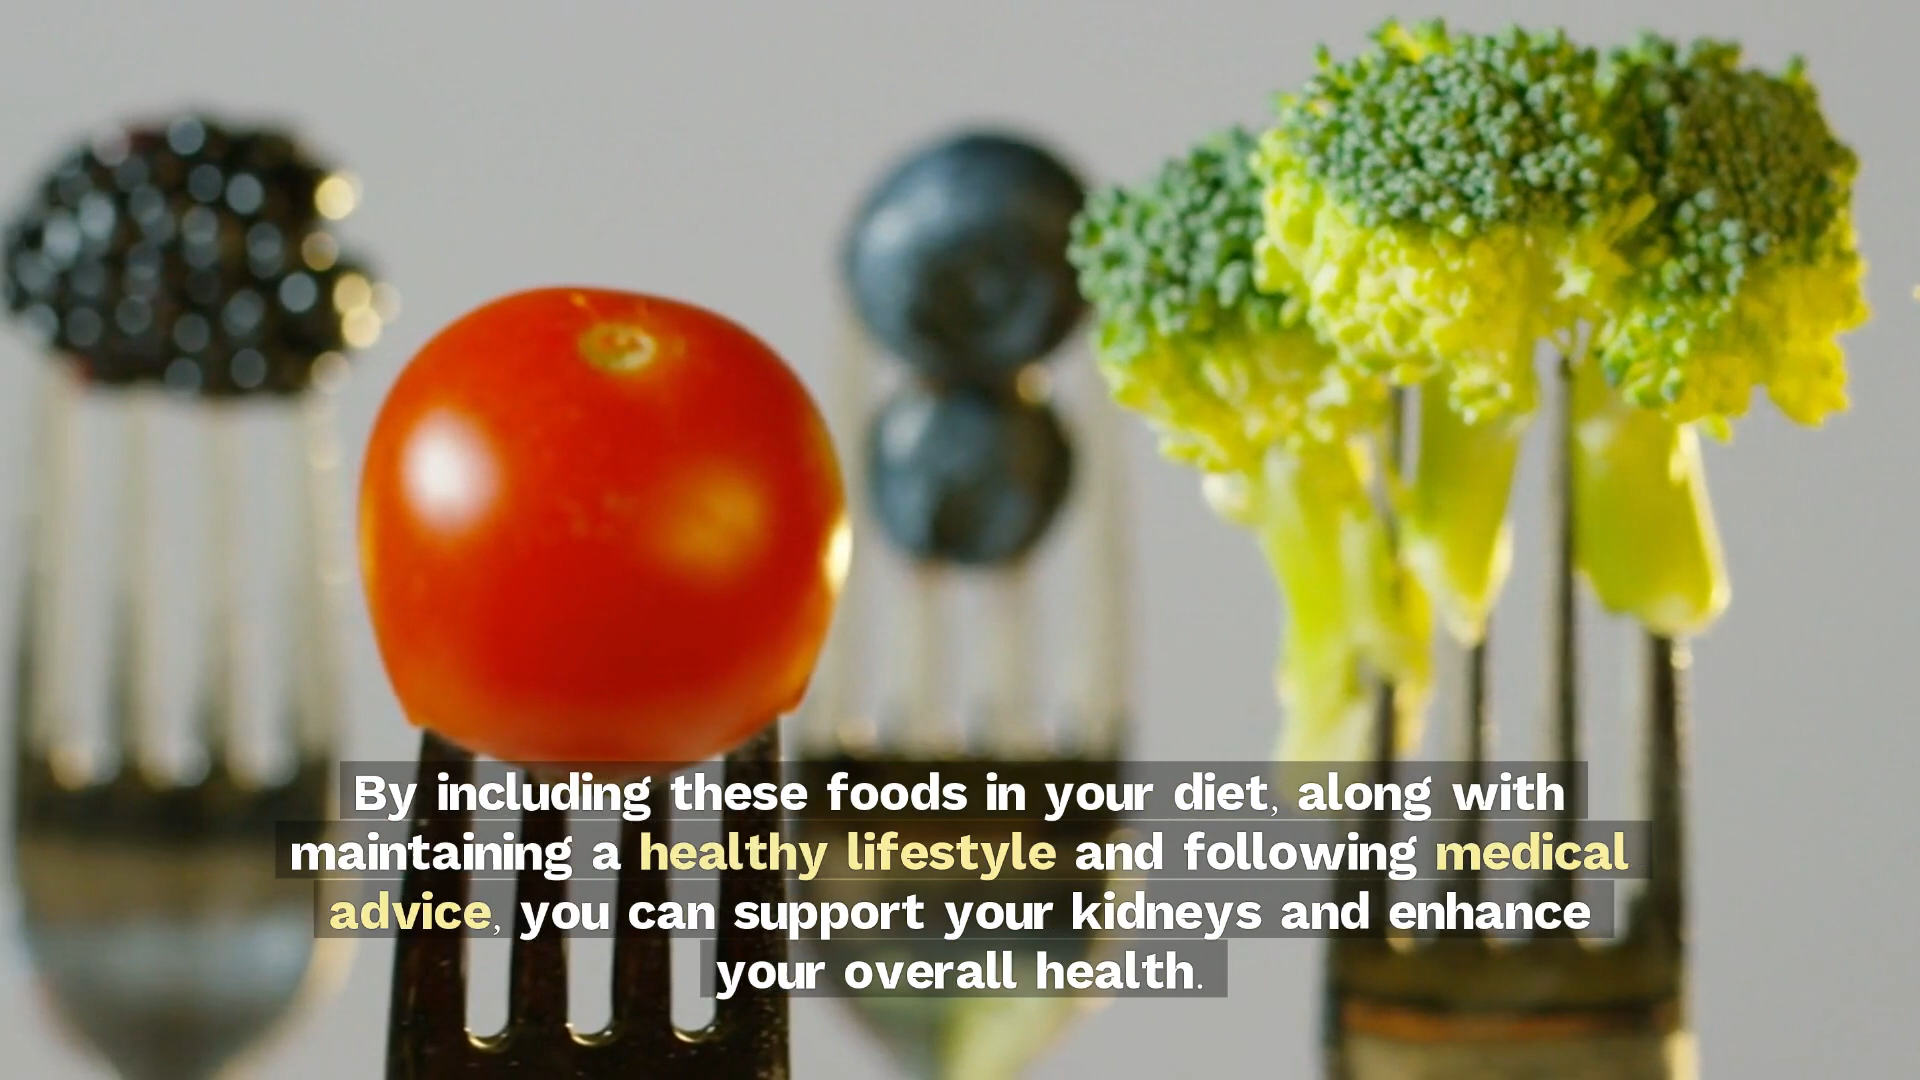 By including these foods in your diet, along with
maintaining a healthy lifestyle and following medical
advice, you can support your kidneys and enhance
your overall health.